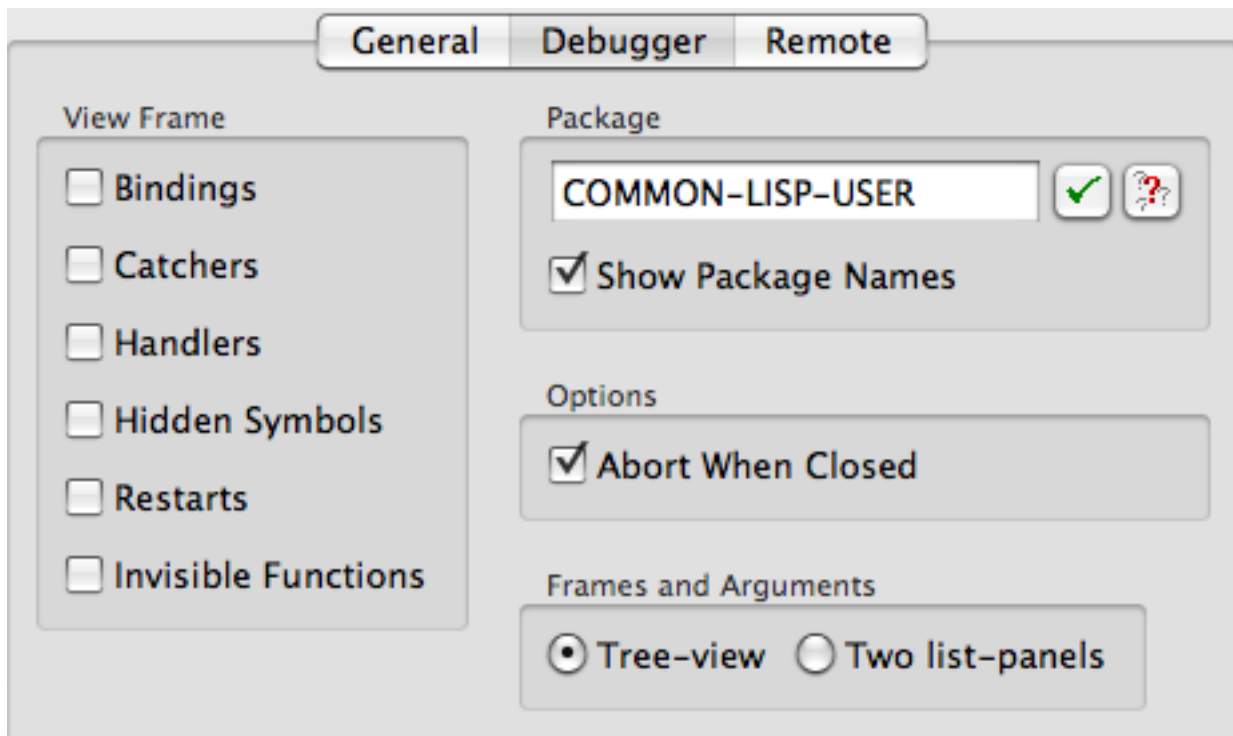 General Debugger Remote
View Frame
Bindings
Catchers
Handlers
Hidden Symbols
Restarts
Invisible Functions
Package
COMMON-LISP-USER
Show Package Names
Options
Abort When Closed
Frames and Arguments
Tree-view Two list-panels